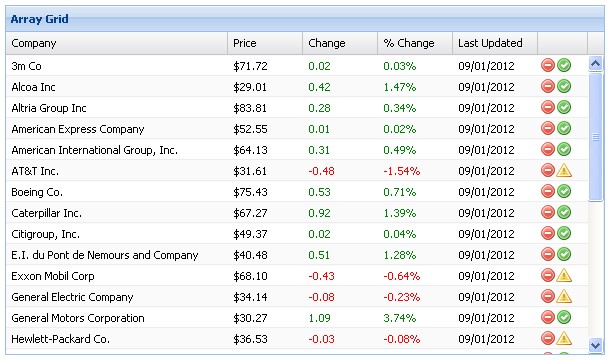 Array Grid
Company Price Change % Change Last Updated
3m Co $71.72 0.02 0.03% 09/01/2012
Alcoa Inc $29.01 0.42 1.47% 09/01/2012
Altria Group Inc $83.81 0.28 0.34% 09/01/2012
American Express Company $52.55 0.01 0.02% 09/01/2012
American International Group, Inc. $64.13 0.31 0.49% 09/01/2012
AT&T Inc. $31.61 -0.48 -1.54% 09/01/2012
Boeing Co. $75.43 0.53 0.71% 09/01/2012
Caterpillar Inc. $67.27 0.92 1.39% 09/01/2012
Citigroup, Inc. $49.37 0.02 0.04% 09/01/2012
E.I. du Pont de Nemours and Company $40.48 0.51 1.28% 09/01/2012
Exxon Mobil Corp $68.10 -0.43 -0.64% 09/01/2012
General Electric Company $34.14 -0.08 -0.23% 09/01/2012
General Motors Corporation $30.27 1.09 3.74% 09/01/2012
Hewlett-Packard Co. $36.53 -0.03 -0.08% 09/01/2012